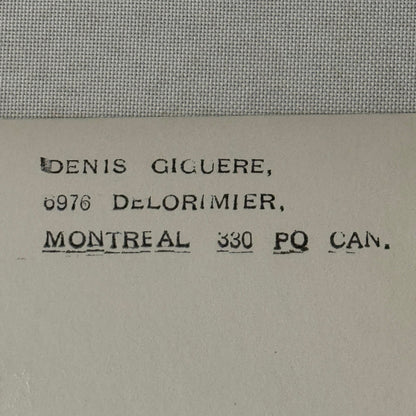 DENIS GIGUERE,
6976 DELORIMIER,
MONTREAL 330 PQ CAN.